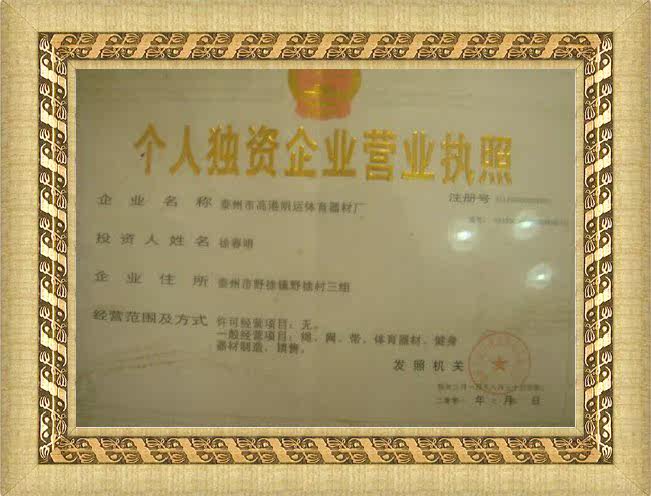 个人独资企业营业执照
注册号
企业名称 泰州市高港明运体育器材厂
编号:
投资人姓名 徐春明
企业住所 泰州市野徐镇野徐村三组
经营范围及方式 许可经营项目:无。
一般经营项目:绳、网、带、体育器材、健身
器材制造、销售。
发照机关
年 月 日